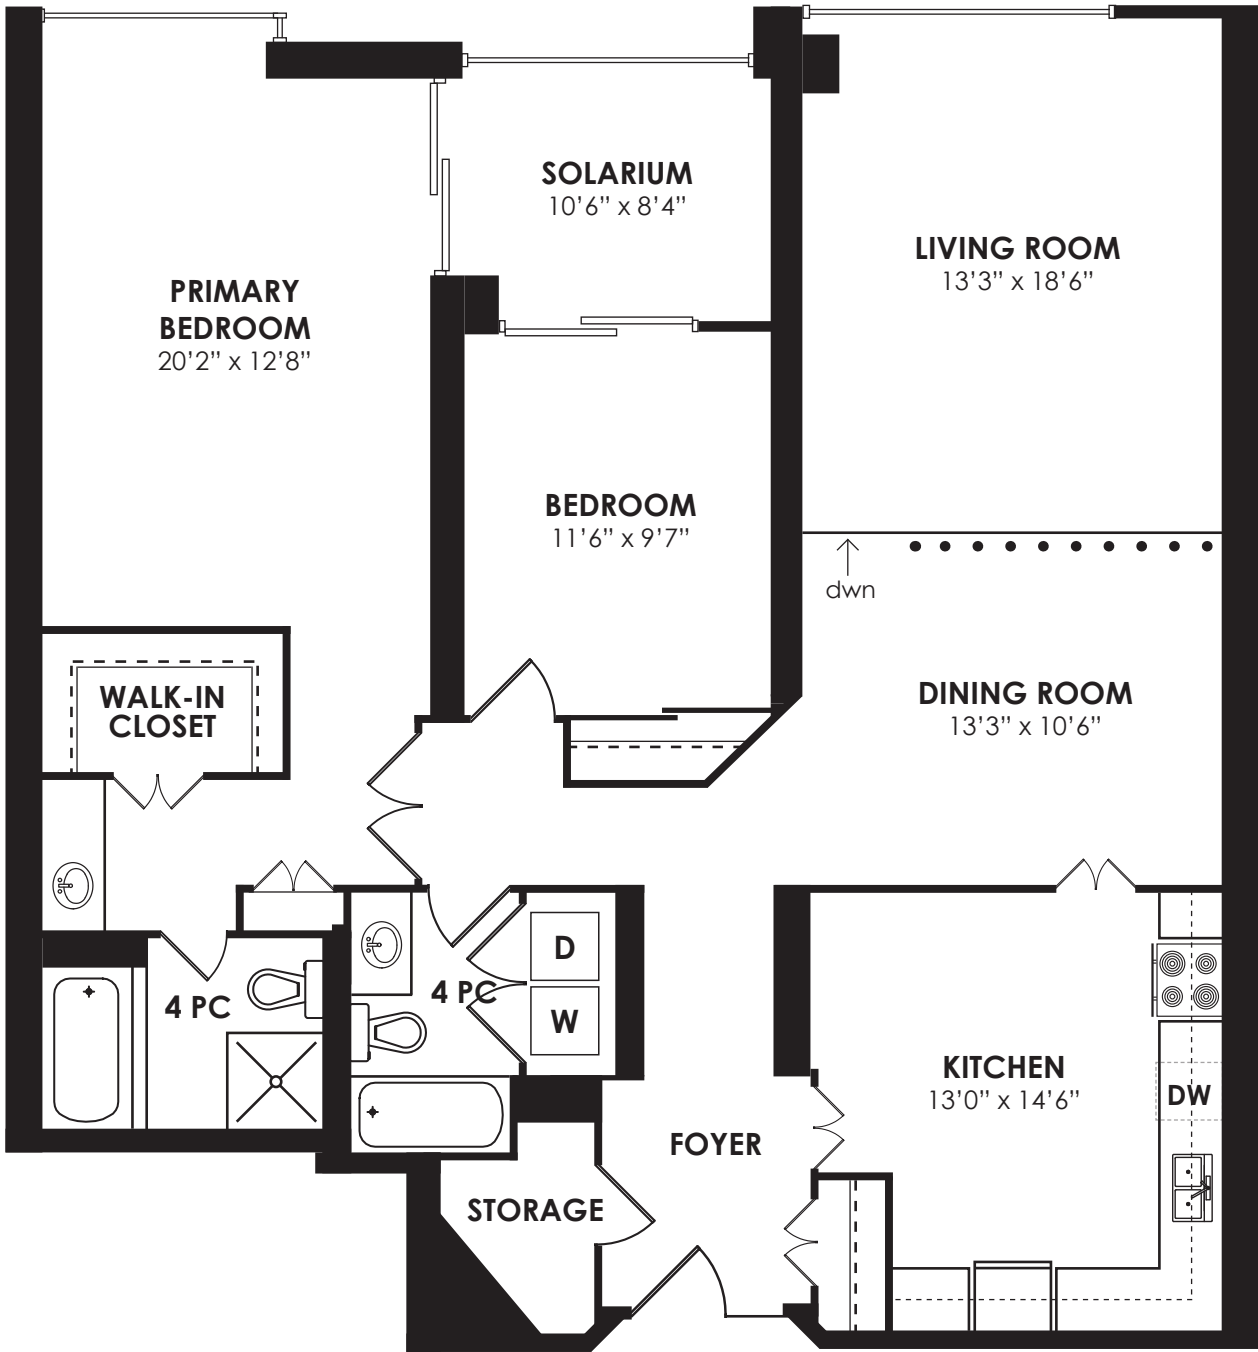 SOLARIUM
10’6” x 8’4”
LIVING ROOM
13’3” x 18’6”
PRIMARY
BEDROOM
20’2” x 12’8”
BEDROOM
11’6” x 9’7”
dwn
WALK-IN
CLOSET
DINING ROOM
13’3” x 10’6”
D
4 PC
4 PC
W
KITCHEN
13’0” x 14’6”
DW
FOYER
STORAGE